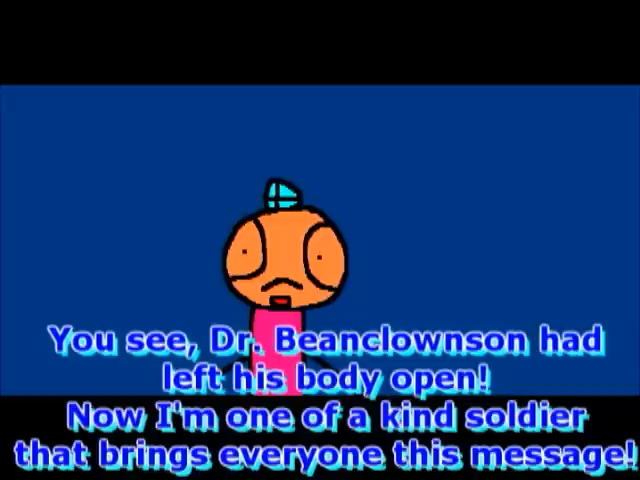 You see, Dr. Beanclownson had
left his body open!
Now I'm one of a kind soldier
that brings everyone this message!